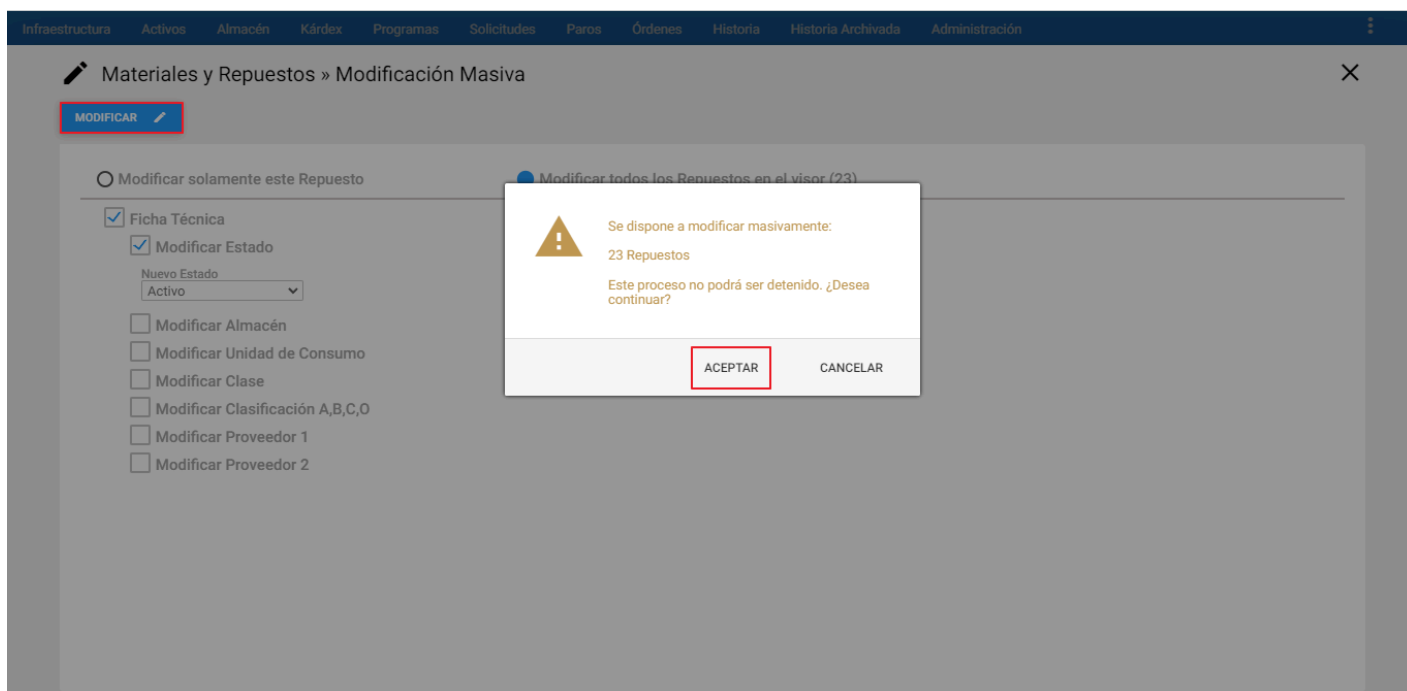 Infraestructura Activos Almacén Kárdex Programas Solicitudes Paros Órdenes Historia Historia Archivada Administración
Materiales y Repuestos » Modificación Masiva
MODIFICAR
Modificar solamente este Repuesto
Modificar todos los Repuestos en el visor (23)
Ficha Técnica
Modificar Estado
Nuevo Estado
Activo
Modificar Almacén
Modificar Unidad de Consumo
Modificar Clase
Modificar Clasificación A,B,C,O
Modificar Proveedor 1
Modificar Proveedor 2
Se dispone a modificar masivamente:
23 Repuestos
Este proceso no podrá ser detenido. ¿Desea
continuar?
ACEPTAR CANCELAR